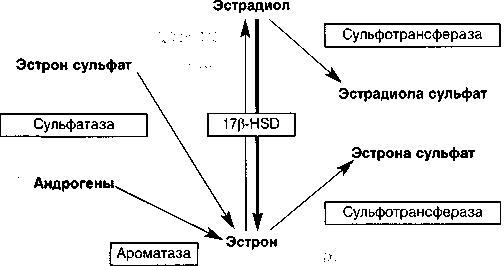 Эстрадиол
Сульфотрансфераза
Эстрон сульфат
Эстрадиола сульфат
Сульфатаза
17β-HSD
Эстрона сульфат
Андрогены
Сульфотрансфераза
Эстрон
Ароматаза